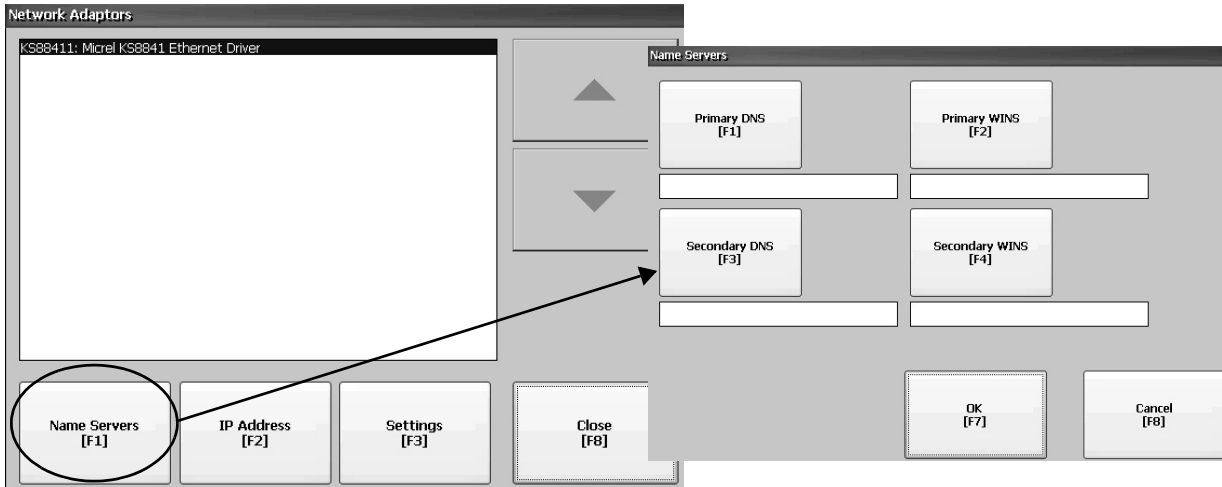 Network Adaptors
KS88411: Micrel KS8841 Ethernet Driver
Name Servers
[F1]
IP Address
[F2]
Settings
[F3]
Close
[F8]
Name Servers
Primary DNS
[F1]
Primary WINS
[F2]
Secondary DNS
[F3]
Secondary WINS
[F4]
OK
[F7]
Cancel
[F8]